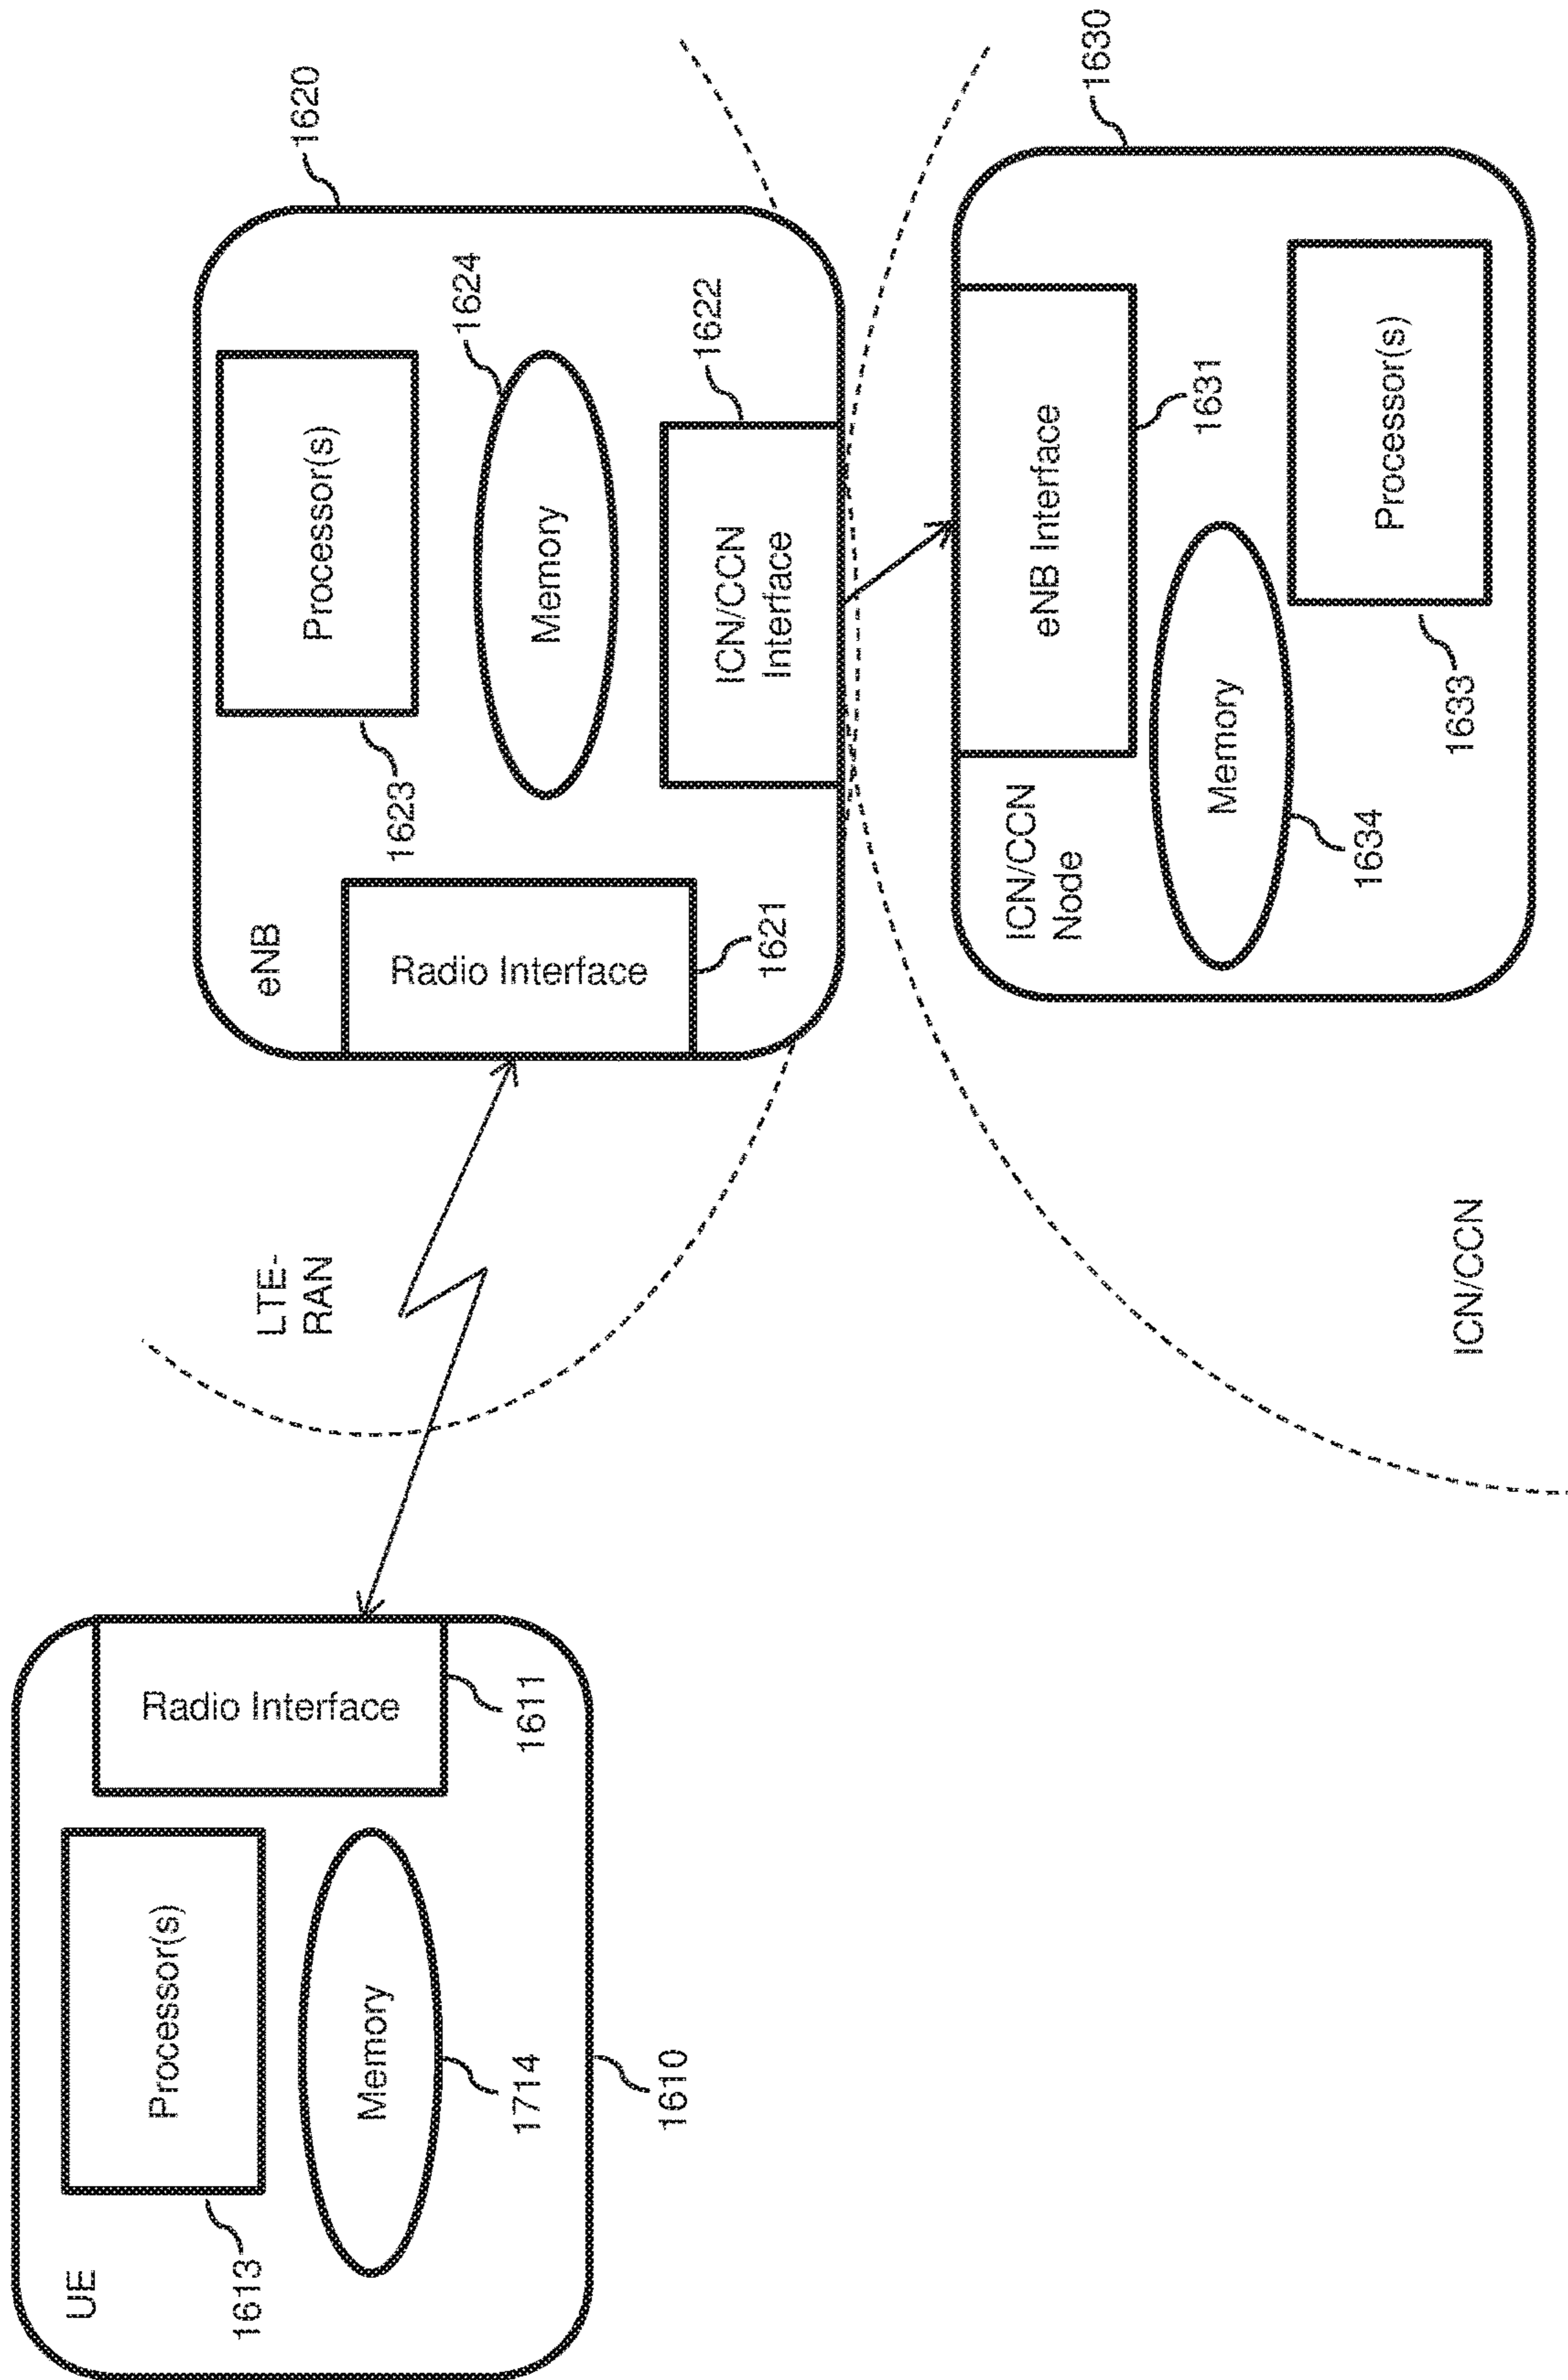 UE
Processor(s)
1613
Memory
1714
Radio Interface
1611
1610
LTE-
RAN
eNB
Processor(s)
1623
Memory
1624
Radio Interface
1621
ICN/CCN
Interface
1622
1620
ICN/CCN
Node
eNB Interface
1631
Memory
1634
Processor(s)
1633
1630
ICN/CCN